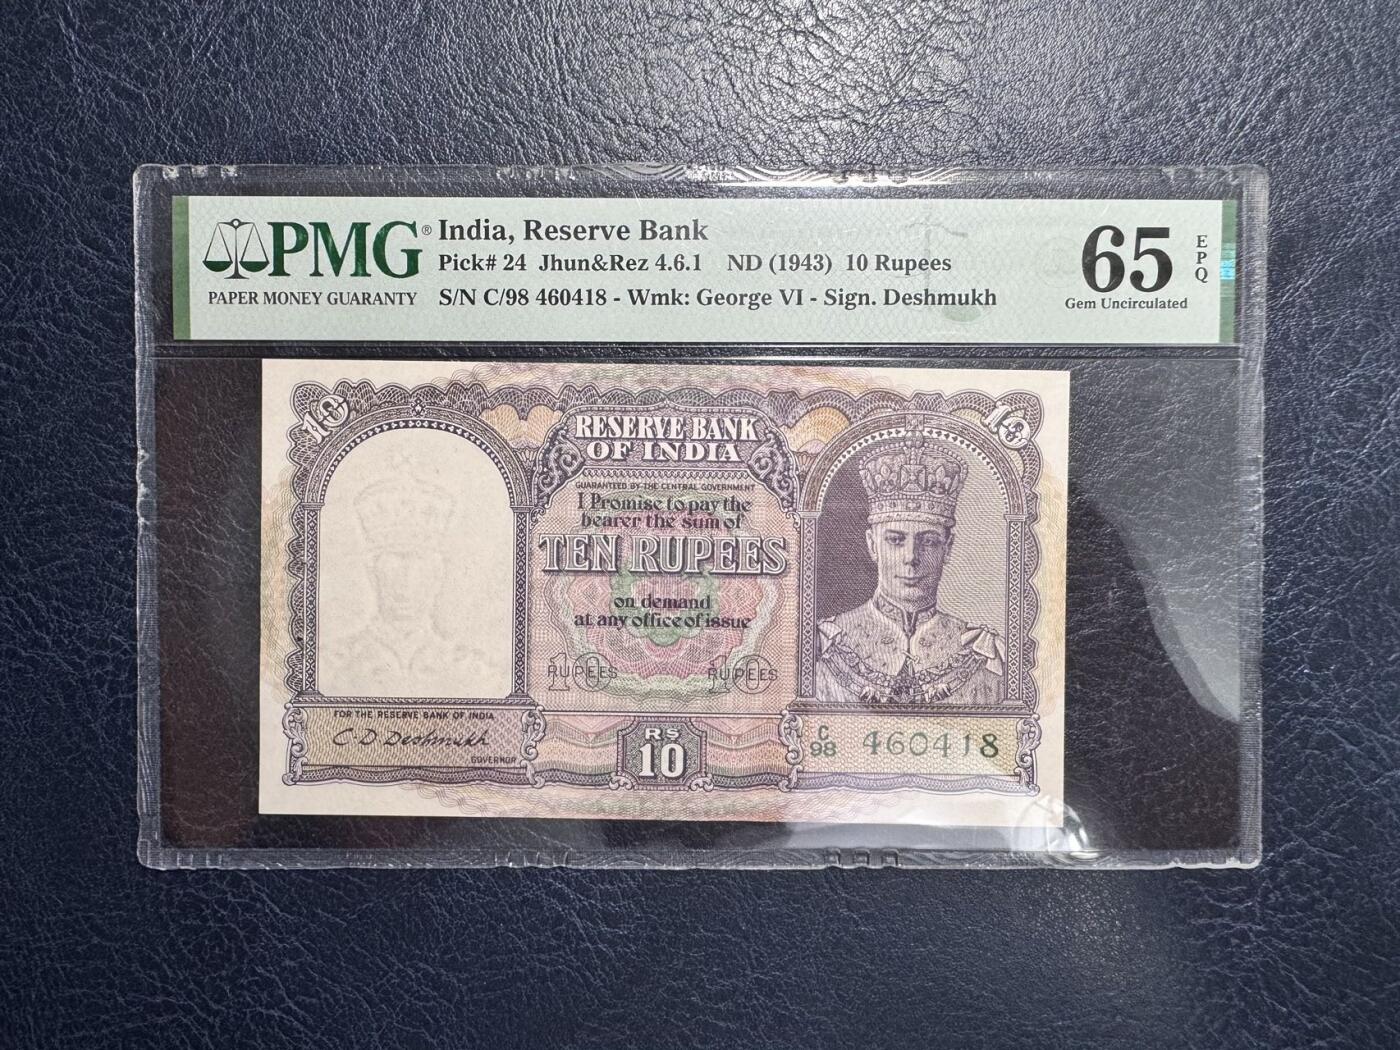 PMG®
PAPER MONEY GUARANTY
India, Reserve Bank
Pick# 24 Jhun&Rez 4.6.1 ND (1943) 10 Rupees
S/N C/98 460418 - Wmk: George VI - Sign. Deshmukh
65
EPQ
Gem Uncirculated
10
10
RESERVE BANK
OF INDIA
GUARANTEED BY THE CENTRAL GOVERNMENT
I Promise to pay the
bearer the sum of
TEN RUPEES
on demand
at any office of issue
10 RUPEES
10 RUPEES
FOR THE RESERVE BANK OF INDIA
C D Deshmukh
GOVERNOR
RS
10
C/98 460418